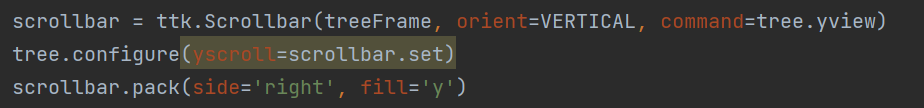 scrollbar = ttk.Scrollbar(treeFrame, orient=VERTICAL, command=tree.yview)
tree.configure(yscroll=scrollbar.set)
scrollbar.pack(side='right', fill='y')